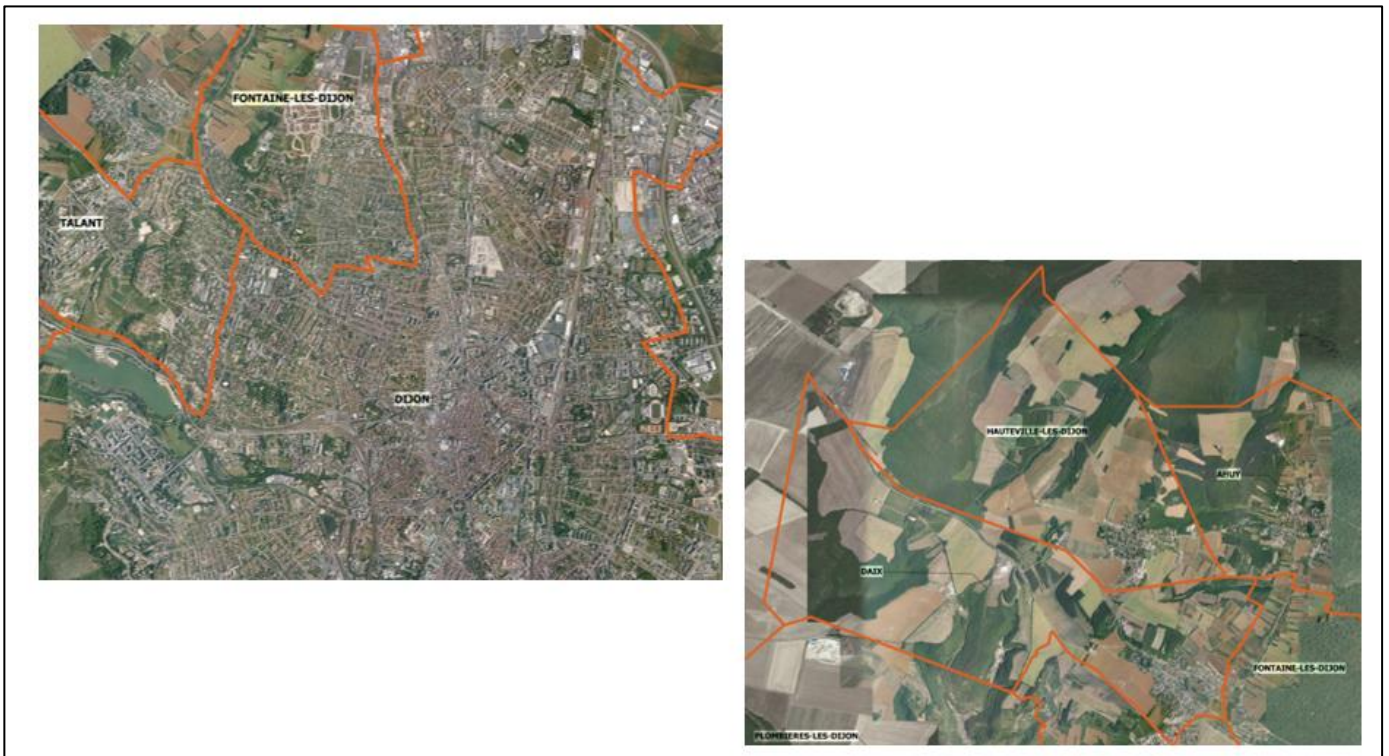 FONTAINE-LES-DIJON
TALANT
DIJON
HAUTEVILLE-LES-DIJON
AHUY
DAIX
FONTAINE-LES-DIJON
PLOMBIERES-LES-DIJON